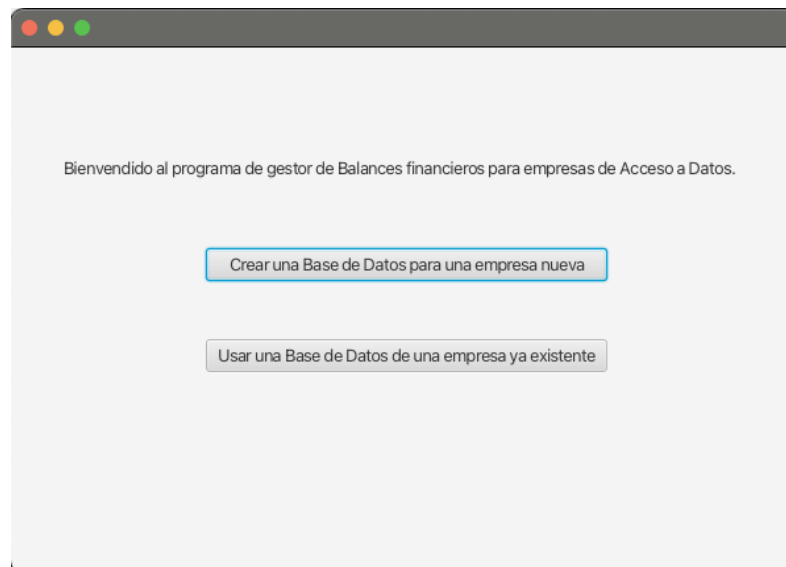 Bienvendido al programa de gestor de Balances financieros para empresas de Acceso a Datos.
Crear una Base de Datos para una empresa nueva
Usar una Base de Datos de una empresa ya existente